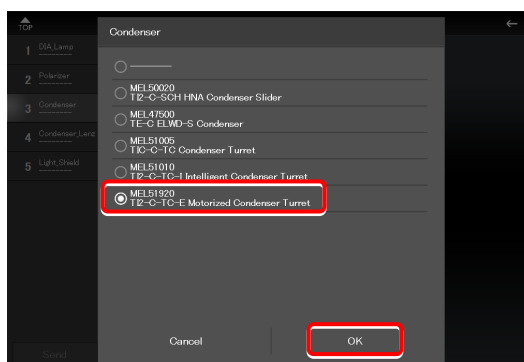 TOP
←
1 DIA_Lamp
2 Polarizer
3 Condenser
4 Condenser_Lens
5 Light_Shield
Send
Condenser
MEL50020
TI2-C-SCH HNA Condenser Slider
MEL47500
TE-C ELWD-S Condenser
MEL51005
TIC-C-TC Condenser Turret
MEL51010
TI2-C-TC-I Intelligent Condenser Turret
MEL51920
TI2-C-TC-E Motorized Condenser Turret
Cancel
OK